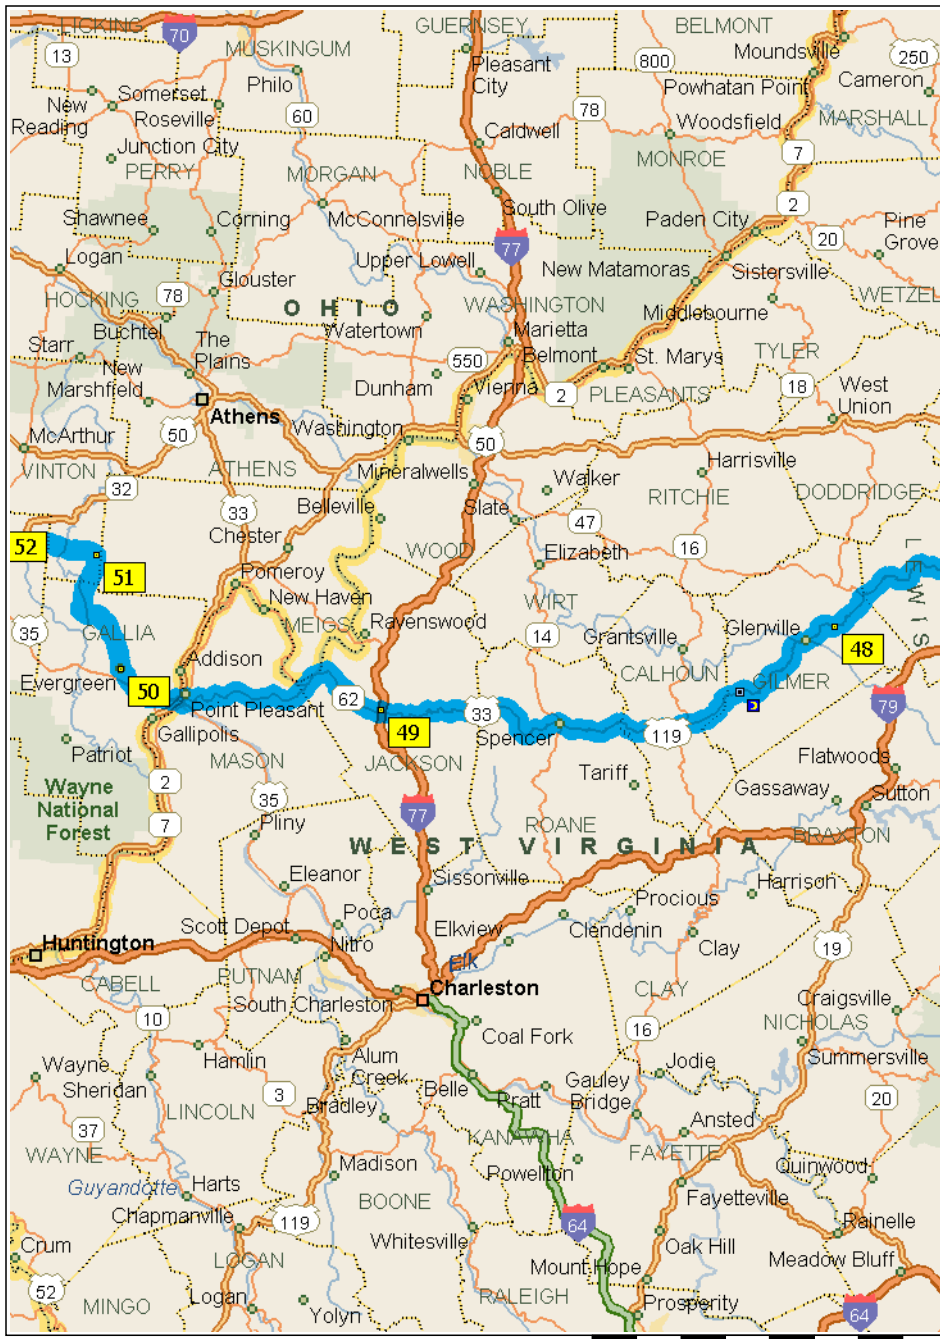 LICKING
GUERNSEY
BELMONT
70
13
MUSKINGUM
Moundsville
250
Pleasant
City
800
Philo
Powhatan Point
Cameron
New
Reading
Somerset
Roseville
60
78
Woodsfield
MARSHALL
Junction City
Caldwell
PERRY
MORGAN
NOBLE
MONROE
7
Shawnee
Corning
McConnelsville
South Olive
Paden City
2
20
Pine
Grove
Logan
77
Upper Lowell
New Matamoras
Sistersville
Glouster
HOCKING
78
OHIO
WASHINGTON
WETZEL
Buchtel
The
Plains
Watertown
Marietta
Middlebourne
Starr
New
Marshfield
550
Belmont
St. Marys
TYLER
Dunham
Vienna
2
PLEASANTS
18
West
Union
Athens
McArthur
50
Washington
50
VINTON
ATHENS
Mineralwells
Harrisville
32
Walker
RITCHIE
DODDRIDGE
33
Belleville
Slate
47
Chester
WOOD
16
52
51
Elizabeth
LEWIS
Pomeroy
New Haven
WIRT
35
GALLIA
MEIGS
Ravenswood
14
Grantsville
Glenville
48
Addison
CALHOUN
GILMER
Evergreen
50
62
Point Pleasant
33
79
Gallipolis
49
Spencer
119
Patriot
MASON
JACKSON
Flatwoods
Wayne
National
Forest
2
35
Tariff
Gassaway
Sutton
77
7
Pliny
ROANE
BRAXTON
WEST VIRGINIA
Eleanor
Sissonville
Procious
Harrison
Scott Depot
Poca
Elkview
Clendenin
Huntington
Nitro
Elk
Clay
19
CABELL
PUTNAM
Charleston
CLAY
South Charleston
Craigsville
10
Coal Fork
16
NICHOLAS
Hamlin
Alum
Creek
Jodie
Summersville
Wayne
Sheridan
3
Belle
Gauley
Bridge
LINCOLN
Bradley
Pratt
20
37
KANAWHA
Ansted
WAYNE
FAYETTE
Madison
Powellton
Quinwood
Guyandotte
Harts
BOONE
Fayetteville
Chapmanville
119
64
Rainelle
Crum
LOGAN
Whitesville
Oak Hill
Mount Hope
Meadow Bluff
52
MINGO
Logan
Yolyn
RALEIGH
Prosperity
64